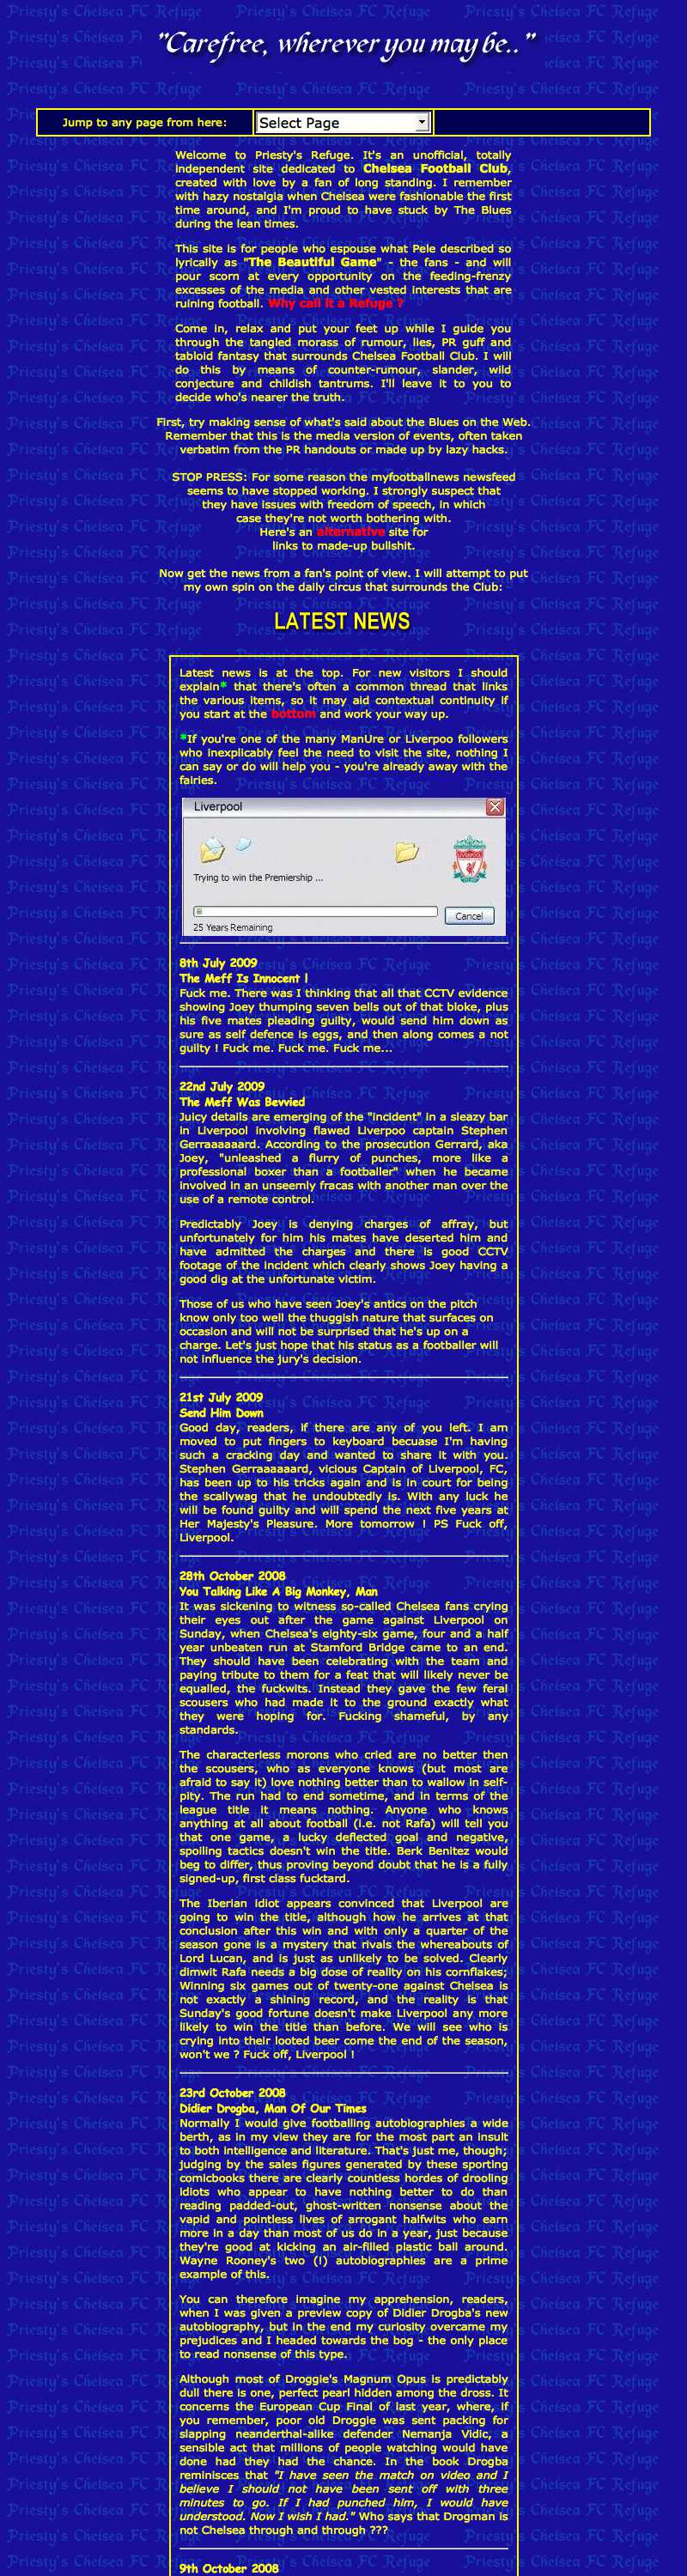 "Carefree, wherever you may be.."
Jump to any page from here:
Select Page
Welcome to Priesty's Refuge. It's an unofficial, totally
independent site dedicated to Chelsea Football Club,
created with love by a fan of long standing. I remember
with hazy nostalgia when Chelsea were fashionable the first
time around, and I'm proud to have stuck by The Blues
during the lean times.
This site is for people who espouse what Pele described so
lyrically as "The Beautiful Game" - the fans - and will
pour scorn at every opportunity on the feeding-frenzy
excesses of the media and other vested interests that are
ruining football. Why call it a Refuge ?
Come in, relax and put your feet up while I guide you
through the tangled morass of rumour, lies, PR guff and
tabloid fantasy that surrounds Chelsea Football Club. I will
do this by means of counter-rumour, slander, wild
conjecture and childish tantrums. I'll leave it to you to
decide who's nearer the truth.
First, try making sense of what's said about the Blues on the Web.
Remember that this is the media version of events, often taken
verbatim from the PR handouts or made up by lazy hacks.
STOP PRESS: For some reason the myfootballnews newsfeed
seems to have stopped working. I strongly suspect that
they have issues with freedom of speech, in which
case they're not worth bothering with.
Here's an alternative site for
links to made-up bullshit.
Now get the news from a fan's point of view. I will attempt to put
my own spin on the daily circus that surrounds the Club:
LATEST NEWS
Latest news is at the top. For new visitors I should
explain* that there's often a common thread that links
the various items, so it may aid contextual continuity if
you start at the bottom and work your way up.
*If you're one of the many ManUre or Liverpoo followers
who inexplicably feel the need to visit the site, nothing I
can say or do will help you - you're already away with the
fairies.
Liverpool
Trying to win the Premiership ...
Cancel
25 Years Remaining
8th July 2009
The Meff Is Innocent !
Fuck me. There was I thinking that all that CCTV evidence
showing Joey thumping seven bells out of that bloke, plus
his five mates pleading guilty, would send him down as
sure as self defence is eggs, and then along comes a not
guilty ! Fuck me. Fuck me. Fuck me...
22nd July 2009
The Meff Was Bevvied
Juicy details are emerging of the "incident" in a sleazy bar
in Liverpool involving flawed Liverpoo captain Stephen
Gerraaaaard. According to the prosecution Gerrard, aka
Joey, "unleashed a flurry of punches, more like a
professional boxer than a footballer" when he became
involved in an unseemly fracas with another man over the
use of a remote control.
Predictably Joey is denying charges of affray, but
unfortunately for him his mates have deserted him and
have admitted the charges and there is good CCTV
footage of the incident which clearly shows Joey having a
good dig at the unfortunate victim.
Those of us who have seen Joey's antics on the pitch
know only too well the thuggish nature that surfaces on
occasion and will not be surprised that he's up on a
charge. Let's just hope that his status as a footballer will
not influence the jury's decision.
21st July 2009
Send Him Down
Good day, readers, if there are any of you left. I am
moved to put fingers to keyboard becuase I'm having
such a cracking day and wanted to share it with you.
Stephen Gerraaaaaard, vicious Captain of Liverpool, FC,
has been up to his tricks again and is in court for being
the scallywag that he undoubtedly is. With any luck he
will be found guilty and will spend the next five years at
Her Majesty's Pleasure. More tomorrow ! PS Fuck off,
Liverpool.
28th October 2008
You Talking Like A Big Monkey, Man
It was sickening to witness so-called Chelsea fans crying
their eyes out after the game against Liverpool on
Sunday, when Chelsea's eighty-six game, four and a half
year unbeaten run at Stamford Bridge came to an end.
They should have been celebrating with the team and
paying tribute to them for a feat that will likely never be
equalled, the fuckwits. Instead they gave the few feral
scousers who had made it to the ground exactly what
they were hoping for. Fucking shameful, by any
standards.
The characterless morons who cried are no better then
the scousers, who as everyone knows (but most are
afraid to say it) love nothing better than to wallow in self-
pity. The run had to end sometime, and in terms of the
league title it means nothing. Anyone who knows
anything at all about football (i.e. not Rafa) will tell you
that one game, a lucky deflected goal and negative,
spoiling tactics doesn't win the title. Berk Benitez would
beg to differ, thus proving beyond doubt that he is a fully
signed-up, first class fucktard.
The Iberian idiot appears convinced that Liverpool are
going to win the title, although how he arrives at that
conclusion after this win and with only a quarter of the
season gone is a mystery that rivals the whereabouts of
Lord Lucan, and is just as unlikely to be solved. Clearly
dimwit Rafa needs a big dose of reality on his cornflakes;
Winning six games out of twenty-one against Chelsea is
not exactly a shining record, and the reality is that
Sunday's good fortune doesn't make Liverpool any more
likely to win the title than before. We will see who is
crying into their looted beer come the end of the season,
won't we ? Fuck off, Liverpool !
23rd October 2008
Didier Drogba, Man Of Our Times
Normally I would give footballing autobiographies a wide
berth, as in my view they are for the most part an insult
to both intelligence and literature. That's just me, though;
judging by the sales figures generated by these sporting
comicbooks there are clearly countless hordes of drooling
idiots who appear to have nothing better to do than
reading padded-out, ghost-written nonsense about the
vapid and pointless lives of arrogant halfwits who earn
more in a day than most of us do in a year, just because
they're good at kicking an air-filled plastic ball around.
Wayne Rooney's two (!) autobiographies are a prime
example of this.
You can therefore imagine my apprehension, readers,
when I was given a preview copy of Didier Drogba's new
autobiography, but in the end my curiosity overcame my
prejudices and I headed towards the bog - the only place
to read nonsense of this type.
Although most of Droggie's Magnum Opus is predictably
dull there is one, perfect pearl hidden among the dross. It
concerns the European Cup Final of last year, where, if
you remember, poor old Droggie was sent packing for
slapping neanderthal-alike defender Nemanja Vidic, a
sensible act that millions of people watching would have
done had they had the chance. In the book Drogba
reminisces that "I have seen the match on video and I
believe I should not have been sent off with three
minutes to go. If I had punched him, I would have
understood. Now I wish I had." Who says that Drogman is
not Chelsea through and through ???
9th October 2008